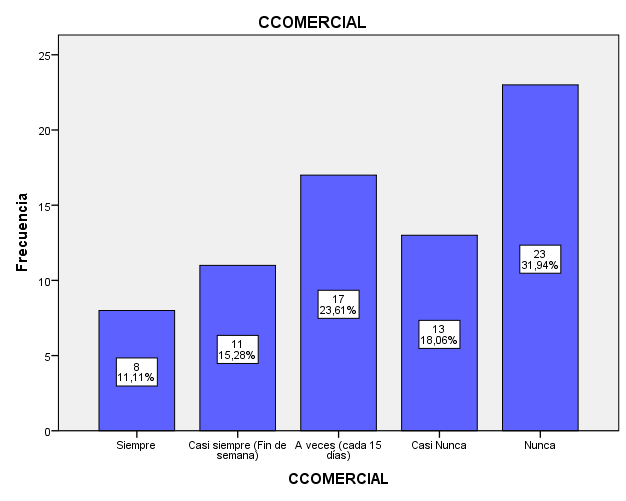 CCOMERCIAL
Frecuencia
25
20
15
10
5
0
8
11,11%
11
15,28%
17
23,61%
13
18,06%
23
31,94%
Siempre
Casi siempre (Fin de
semana)
A veces (cada 15
días)
Casi Nunca
Nunca
CCOMERCIAL